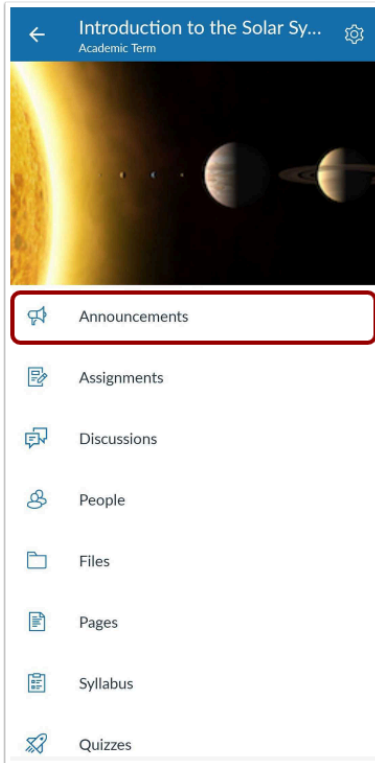 Introduction to the Solar Sy...
Academic Term
Announcements
Assignments
Discussions
People
Files
Pages
Syllabus
Quizzes